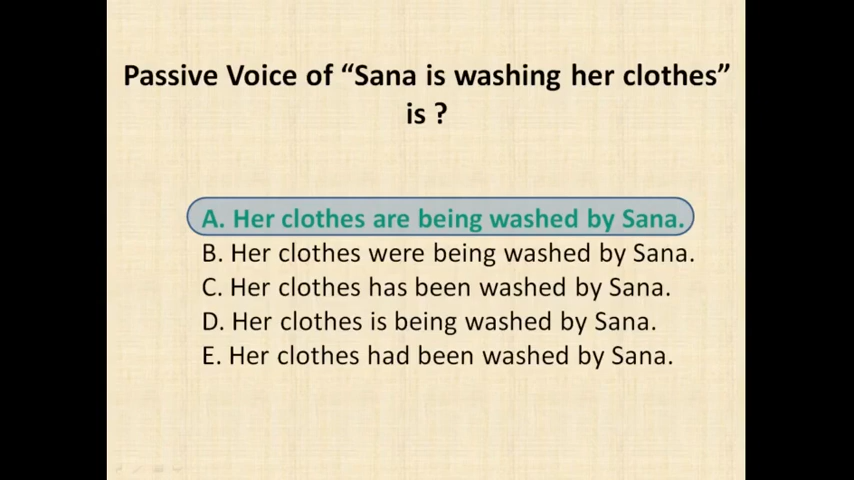 Passive Voice of “Sana is washing her clothes”
is ?
A. Her clothes are being washed by Sana.
B. Her clothes were being washed by Sana.
C. Her clothes has been washed by Sana.
D. Her clothes is being washed by Sana.
E. Her clothes had been washed by Sana.